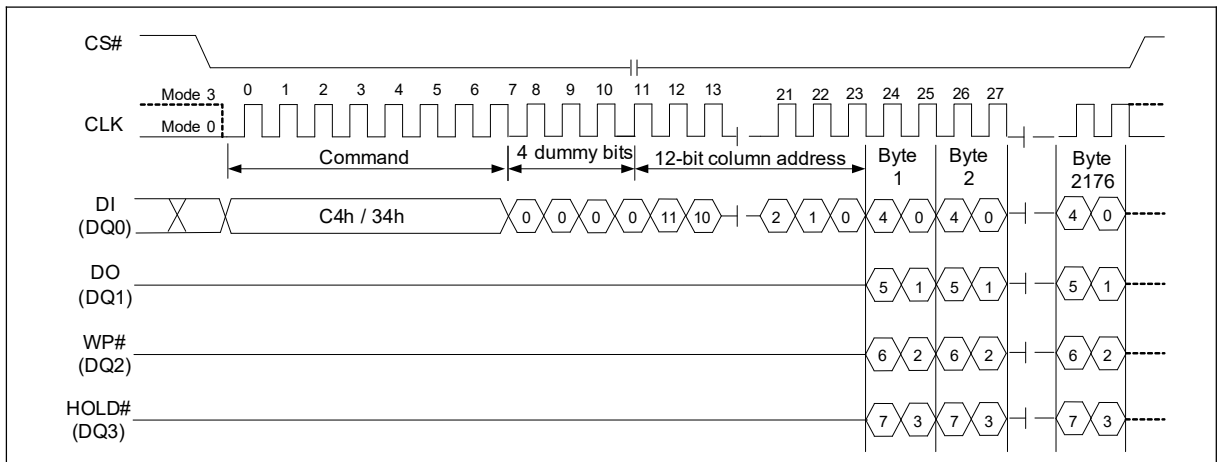 CS#
Mode 3 0 1 2 3 4 5 6 7 8 9 10 11 12 13 21 22 23 24 25 26 27
CLK Mode 0
Command 4 dummy bits 12-bit column address Byte 1 Byte 2 Byte 2176
DI (DQ0) C4h / 34h 0 0 0 0 11 10 2 1 0 4 0 4 0 4 0
DO (DQ1) 5 1 5 1 5 1
WP# (DQ2) 6 2 6 2 6 2
HOLD# (DQ3) 7 3 7 3 7 3